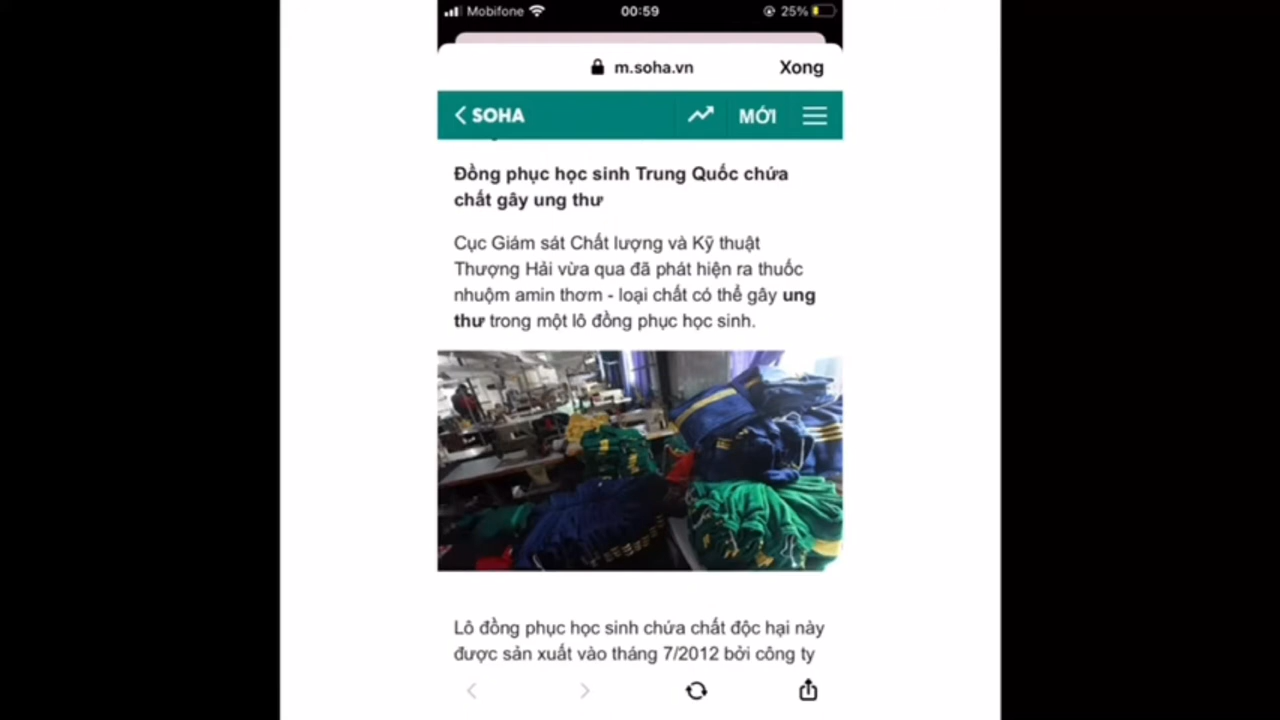 Mobifone 00:59 25%
m.soha.vn Xong
SOHA MỚI
Đồng phục học sinh Trung Quốc chứa
chất gây ung thư
Cục Giám sát Chất lượng và Kỹ thuật
Thượng Hải vừa qua đã phát hiện ra thuốc
nhuộm amin thơm - loại chất có thể gây ung
thư trong một lô đồng phục học sinh.
Lô đồng phục học sinh chứa chất độc hại này
được sản xuất vào tháng 7/2012 bởi công ty